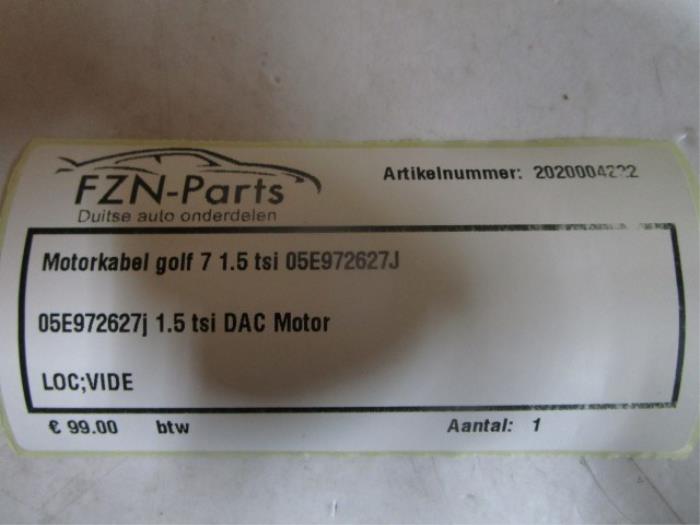 FZN-Parts
Duitse auto onderdelen
Artikelnummer: 2020004222
Motorkabel golf 7 1.5 tsi 05E972627J
05E972627j 1.5 tsi DAC Motor
LOC;VIDE
€ 99.00 btw
Aantal: 1